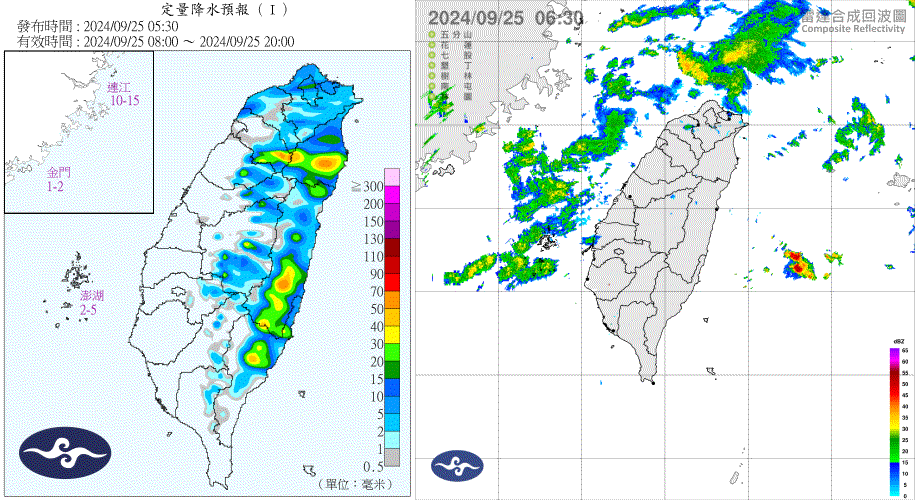 定量降水預報 ( I )
發布時間 : 2024/09/25 05:30
有效時間 : 2024/09/25 08:00 ～ 2024/09/25 20:00
連江
10-15
金門
1-2
澎湖
2-5
≥
300
200
150
130
110
90
70
50
40
30
20
15
10
5
2
1
0.5
(單位：毫米)
2024/09/25 06:30
雷達合成回波圖
Composite Reflectivity
五分山
花蓮
七股
墾丁
樹林
南屯
林園
dBZ
65
60
55
50
45
40
35
30
25
20
15
10
5
0